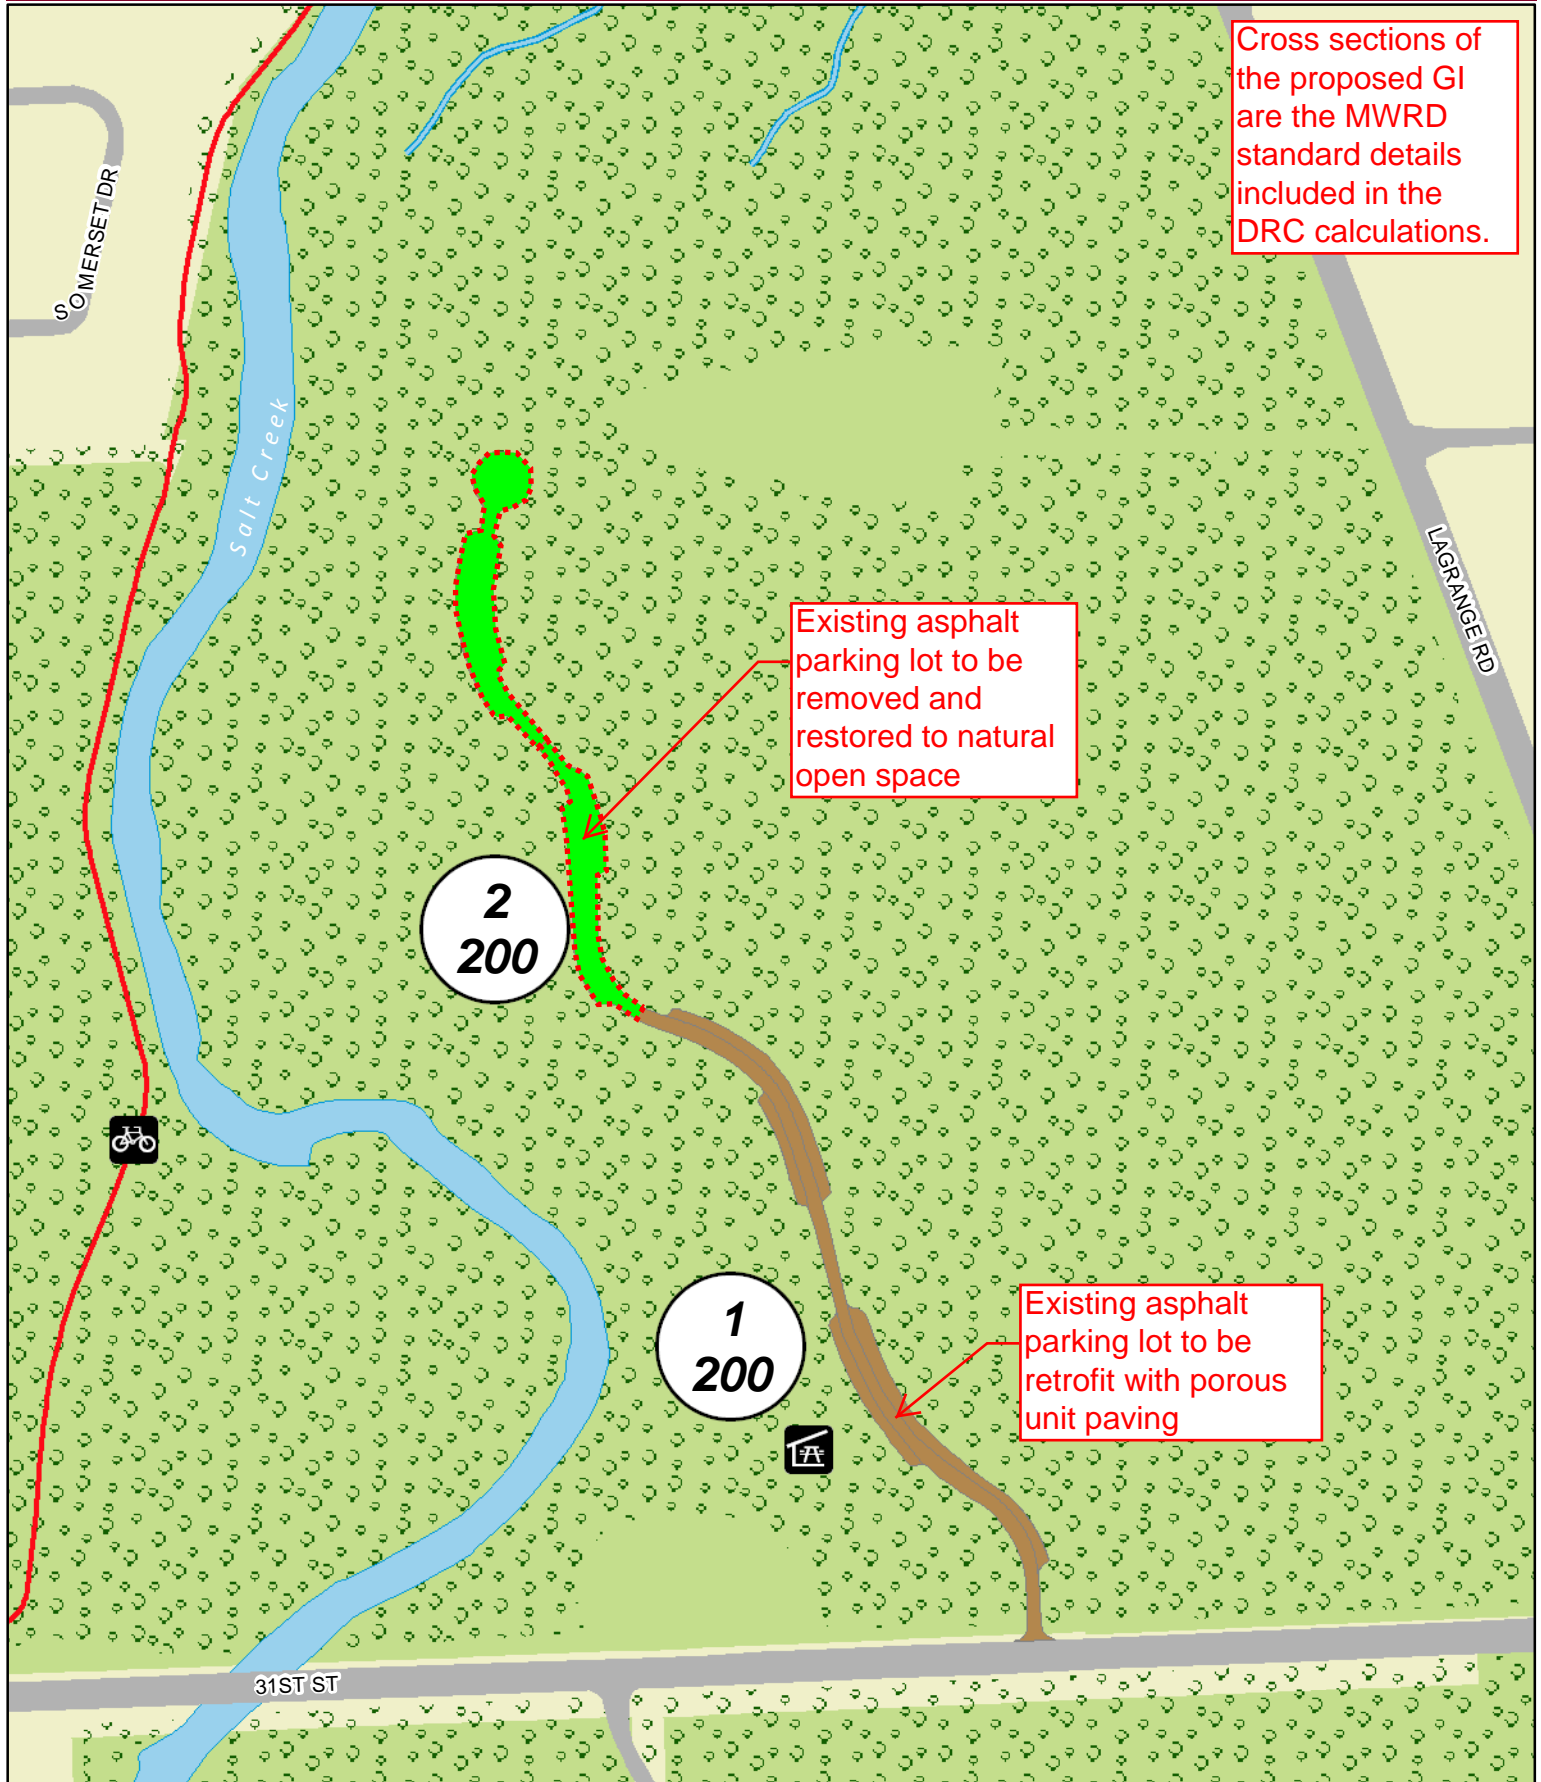 Cross sections of
the proposed GI
are the MWRD
standard details
included in the
DRC calculations.
SOMERSET DR
Salt Creek
LAGRANGE RD
Existing asphalt
parking lot to be
removed and
restored to natural
open space
2
200
1
200
Existing asphalt
parking lot to be
retrofit with porous
unit paving
31ST ST